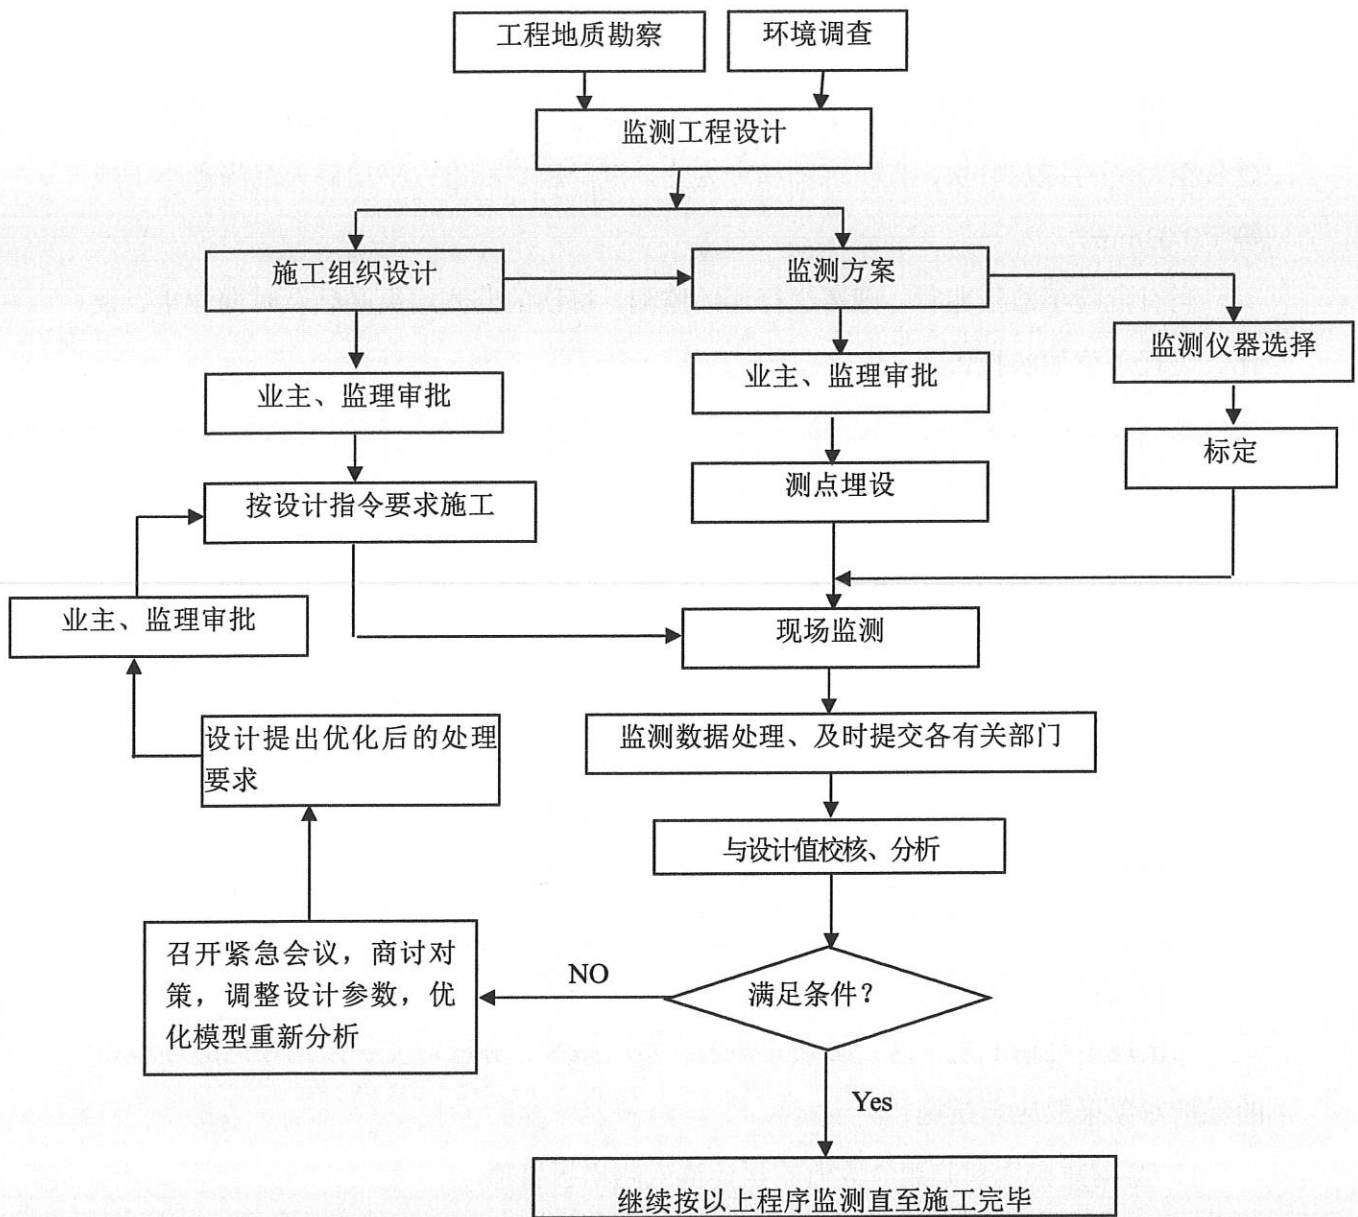 工程地质勘察
环境调查
监测工程设计
施工组织设计
监测方案
监测仪器选择
业主、监理审批
业主、监理审批
标定
测点埋设
按设计指令要求施工
业主、监理审批
现场监测
设计提出优化后的处理
要求
监测数据处理、及时提交各有关部门
与设计值校核、分析
召开紧急会议，商讨对
策，调整设计参数，优
化模型重新分析
NO
满足条件？
Yes
继续按以上程序监测直至施工完毕